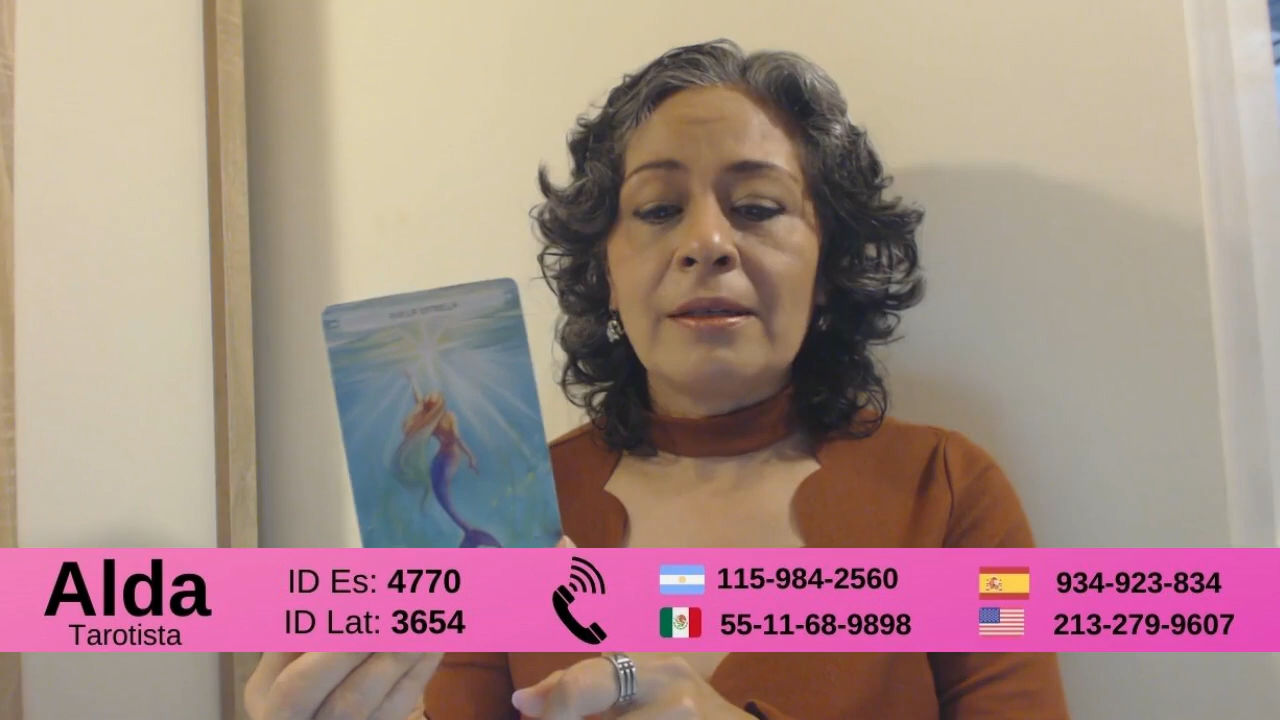 Alda
Tarotista
ID Es: 4770
ID Lat: 3654
115-984-2560
55-11-68-9898
934-923-834
213-279-9607